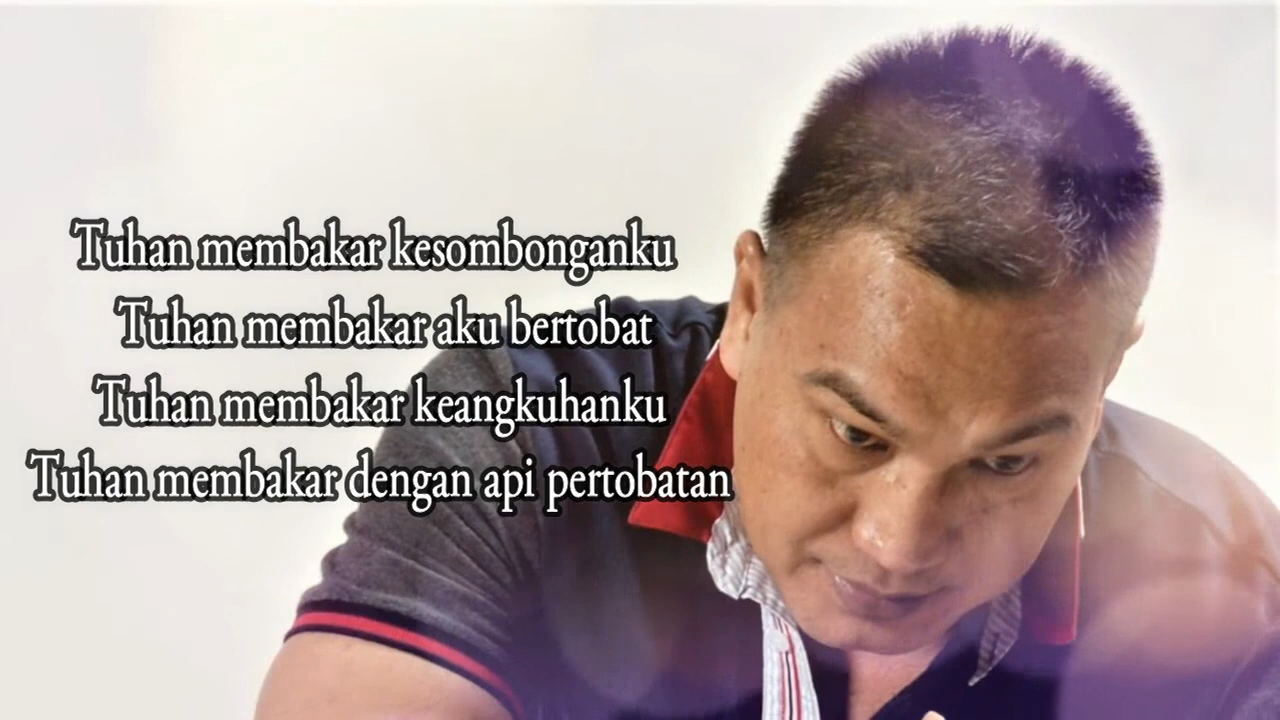 Tuhan membakar kesombonganku
Tuhan membakar aku bertobat
Tuhan membakar keangkuhanku
Tuhan membakar dengan api pertobatan